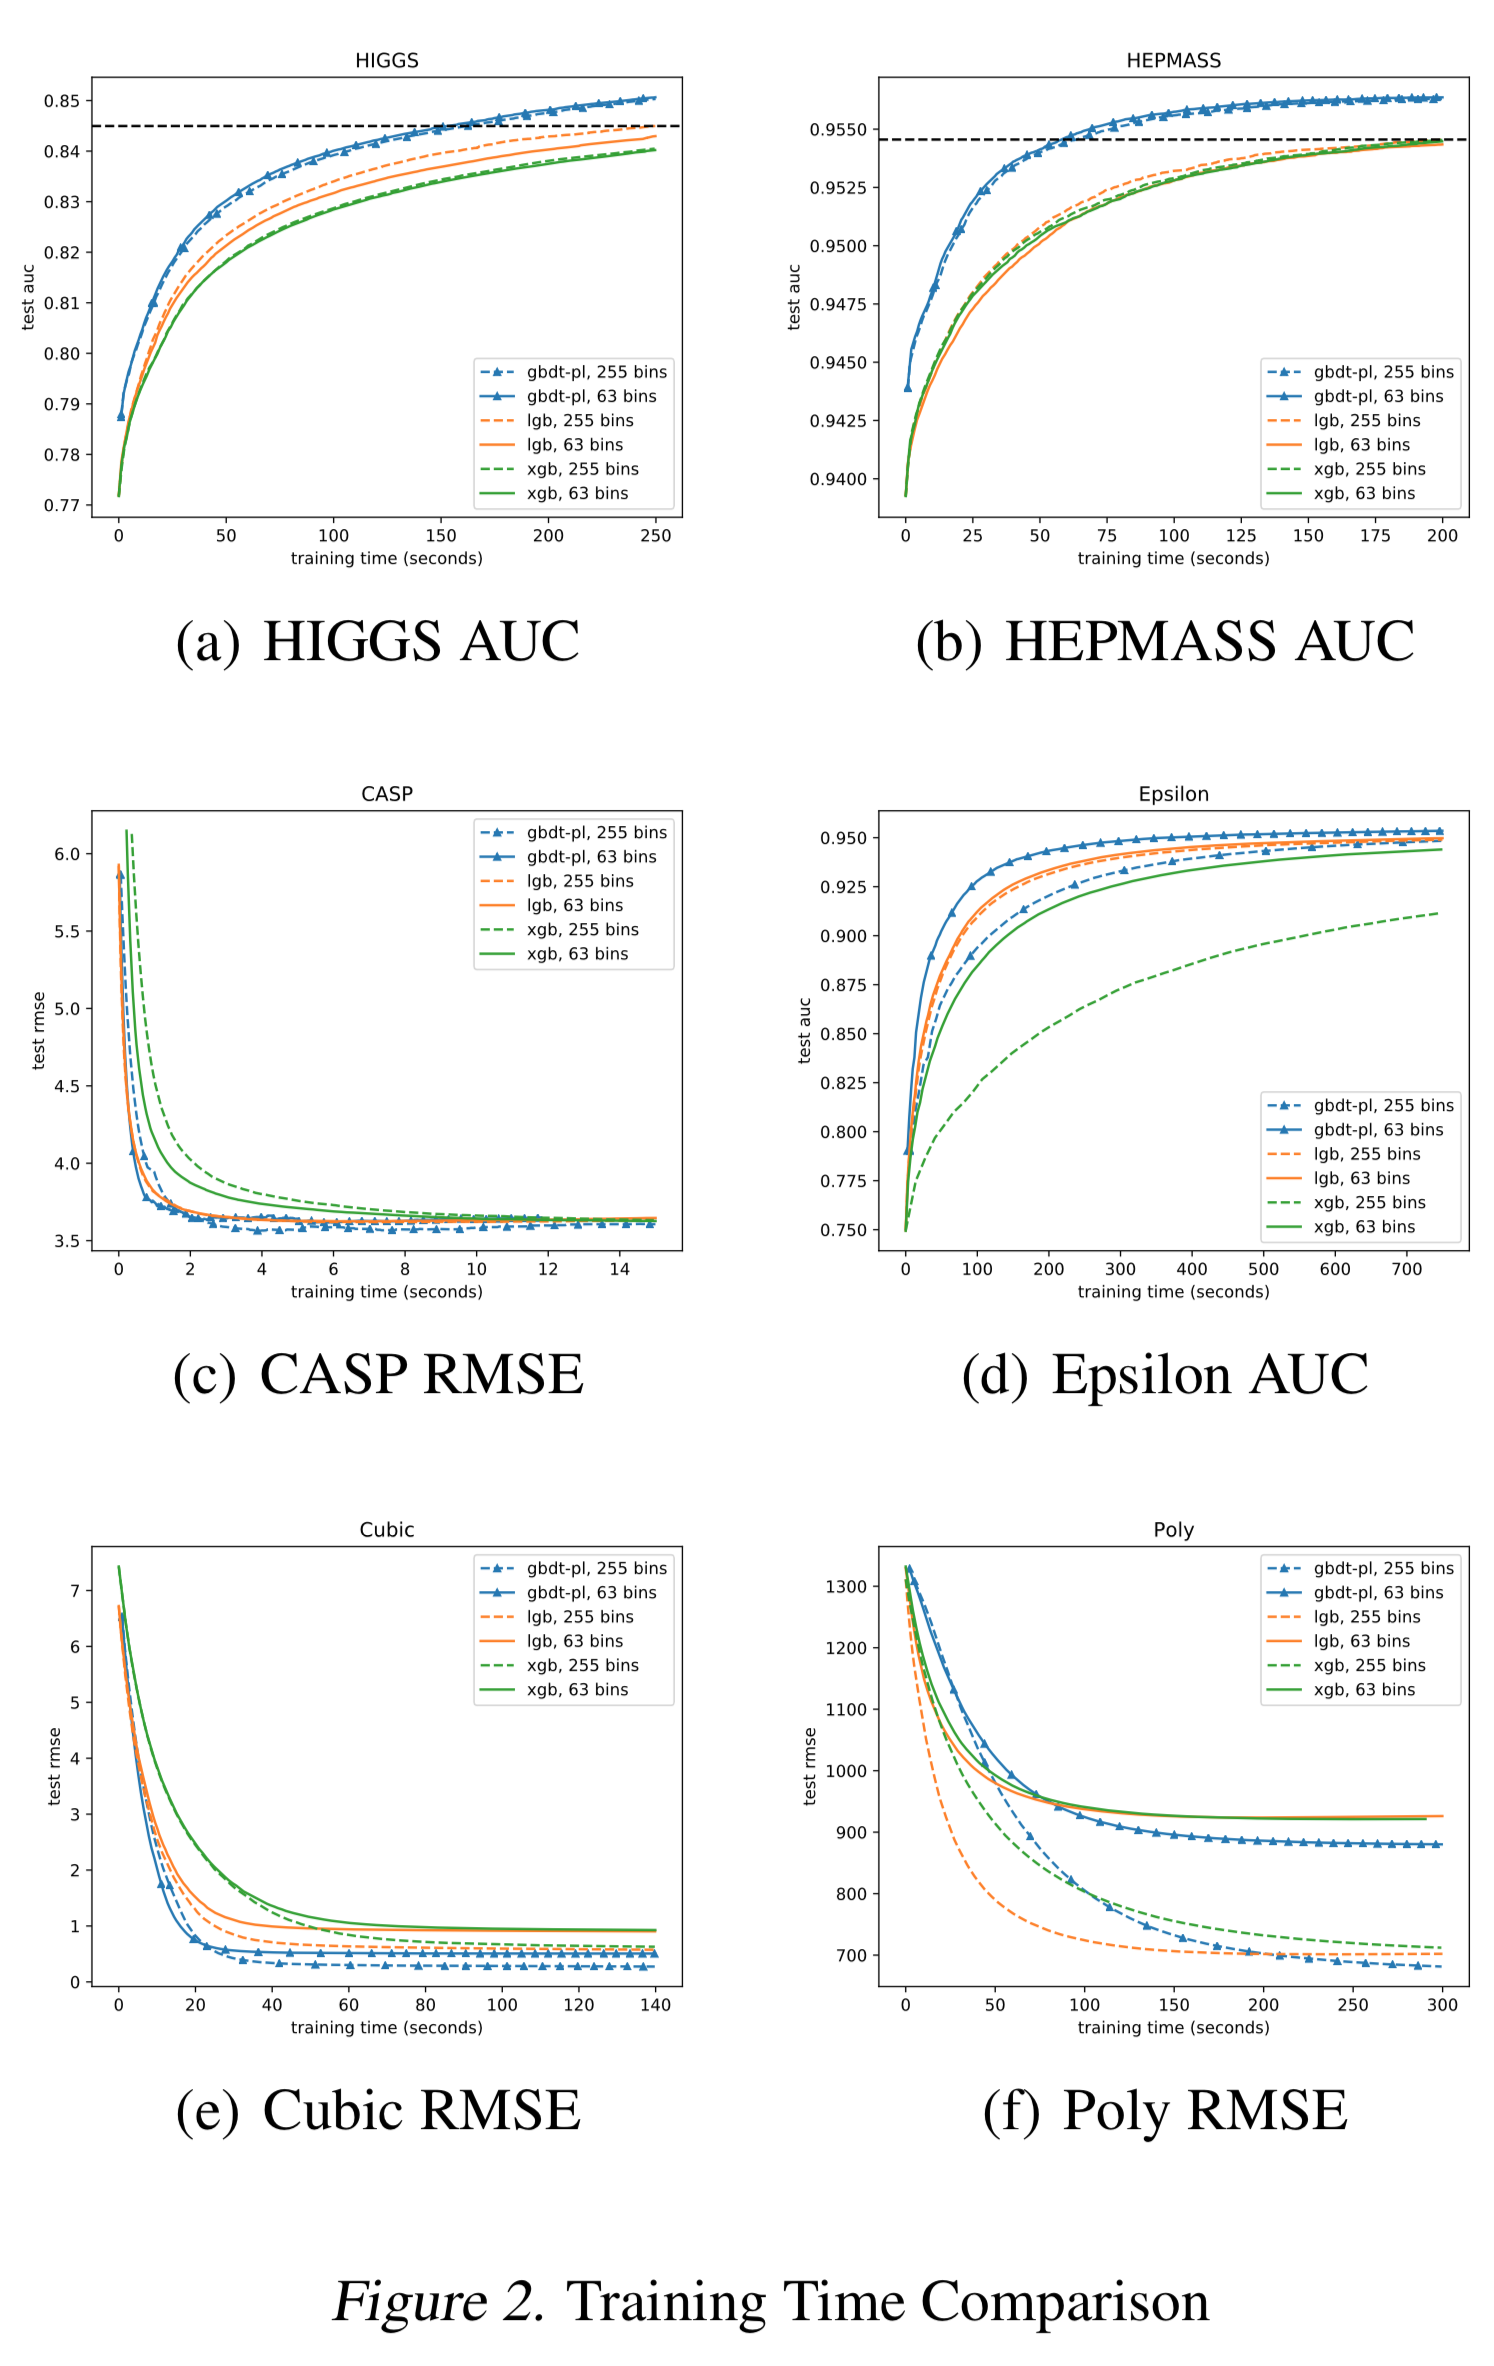 HIGGS
test auc
0.85
0.84
0.83
0.82
0.81
0.80
0.79
0.78
0.77
gbdt-pl, 255 bins
gbdt-pl, 63 bins
lgb, 255 bins
lgb, 63 bins
xgb, 255 bins
xgb, 63 bins
0 50 100 150 200 250
training time (seconds)
(a) HIGGS AUC
HEPMASS
test auc
0.9550
0.9525
0.9500
0.9475
0.9450
0.9425
0.9400
gbdt-pl, 255 bins
gbdt-pl, 63 bins
lgb, 255 bins
lgb, 63 bins
xgb, 255 bins
xgb, 63 bins
0 25 50 75 100 125 150 175 200
training time (seconds)
(b) HEPMASS AUC
CASP
test rmse
6.0
5.5
5.0
4.5
4.0
3.5
gbdt-pl, 255 bins
gbdt-pl, 63 bins
lgb, 255 bins
lgb, 63 bins
xgb, 255 bins
xgb, 63 bins
0 2 4 6 8 10 12 14
training time (seconds)
(c) CASP RMSE
Epsilon
test auc
0.950
0.925
0.900
0.875
0.850
0.825
0.800
0.775
0.750
gbdt-pl, 255 bins
gbdt-pl, 63 bins
lgb, 255 bins
lgb, 63 bins
xgb, 255 bins
xgb, 63 bins
0 100 200 300 400 500 600 700
training time (seconds)
(d) Epsilon AUC
Cubic
test rmse
7
6
5
4
3
2
1
0
gbdt-pl, 255 bins
gbdt-pl, 63 bins
lgb, 255 bins
lgb, 63 bins
xgb, 255 bins
xgb, 63 bins
0 20 40 60 80 100 120 140
training time (seconds)
(e) Cubic RMSE
Poly
test rmse
1300
1200
1100
1000
900
800
700
gbdt-pl, 255 bins
gbdt-pl, 63 bins
lgb, 255 bins
lgb, 63 bins
xgb, 255 bins
xgb, 63 bins
0 50 100 150 200 250 300
training time (seconds)
(f) Poly RMSE
Figure 2. Training Time Comparison